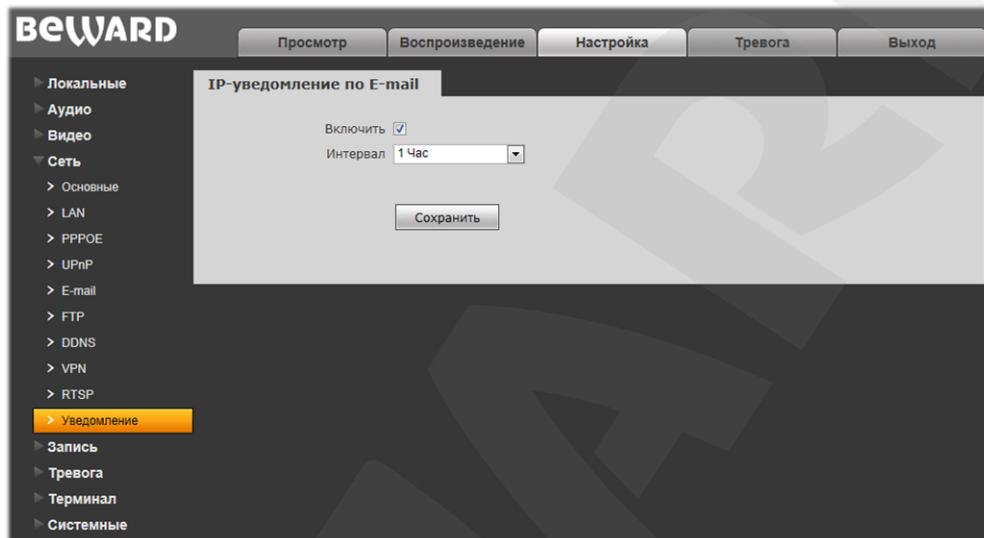 BEWARD
Просмотр Воспроизведение Настройка Тревога Выход
Локальные
Аудио
Видео
Сеть
Основные
LAN
PPPOE
UPnP
E-mail
FTP
DDNS
VPN
RTSP
Уведомление
Запись
Тревога
Терминал
Системные
IP-уведомление по E-mail
Включить
Интервал 1 Час
Сохранить